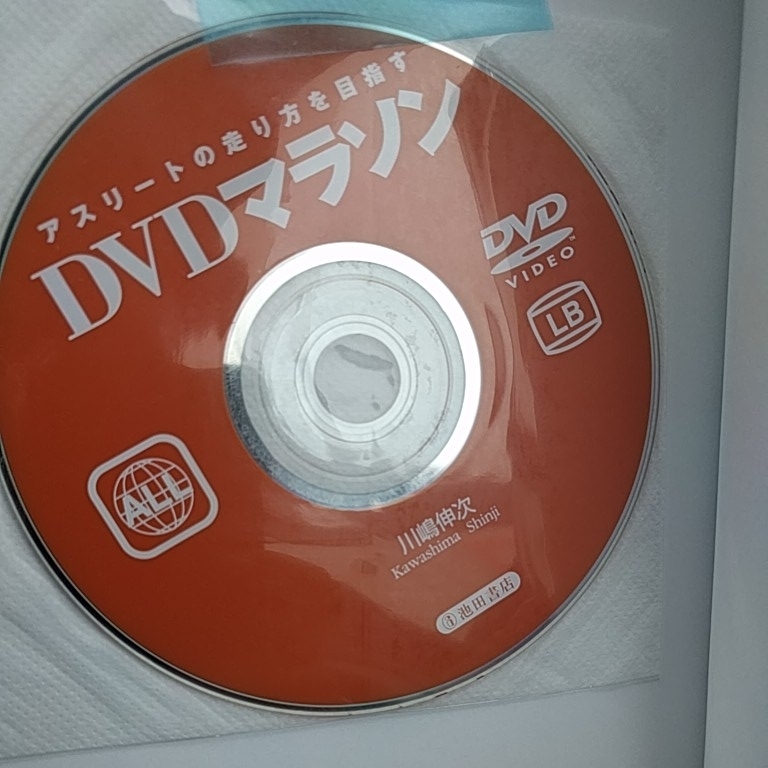 アスリートの走り方を目指す
DVDマラソン
DVD
VIDEO
LB
ALL
川嶋伸次
Kawashima Shinji
池田書店